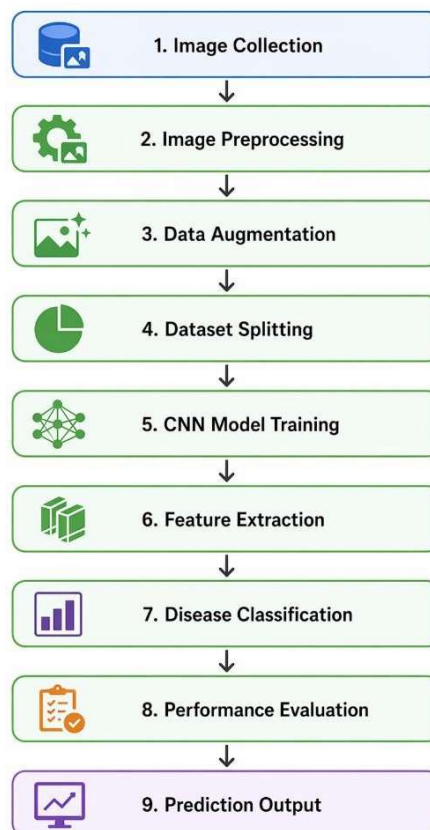 1. Image Collection
2. Image Preprocessing
3. Data Augmentation
4. Dataset Splitting
5. CNN Model Training
6. Feature Extraction
7. Disease Classification
8. Performance Evaluation
9. Prediction Output